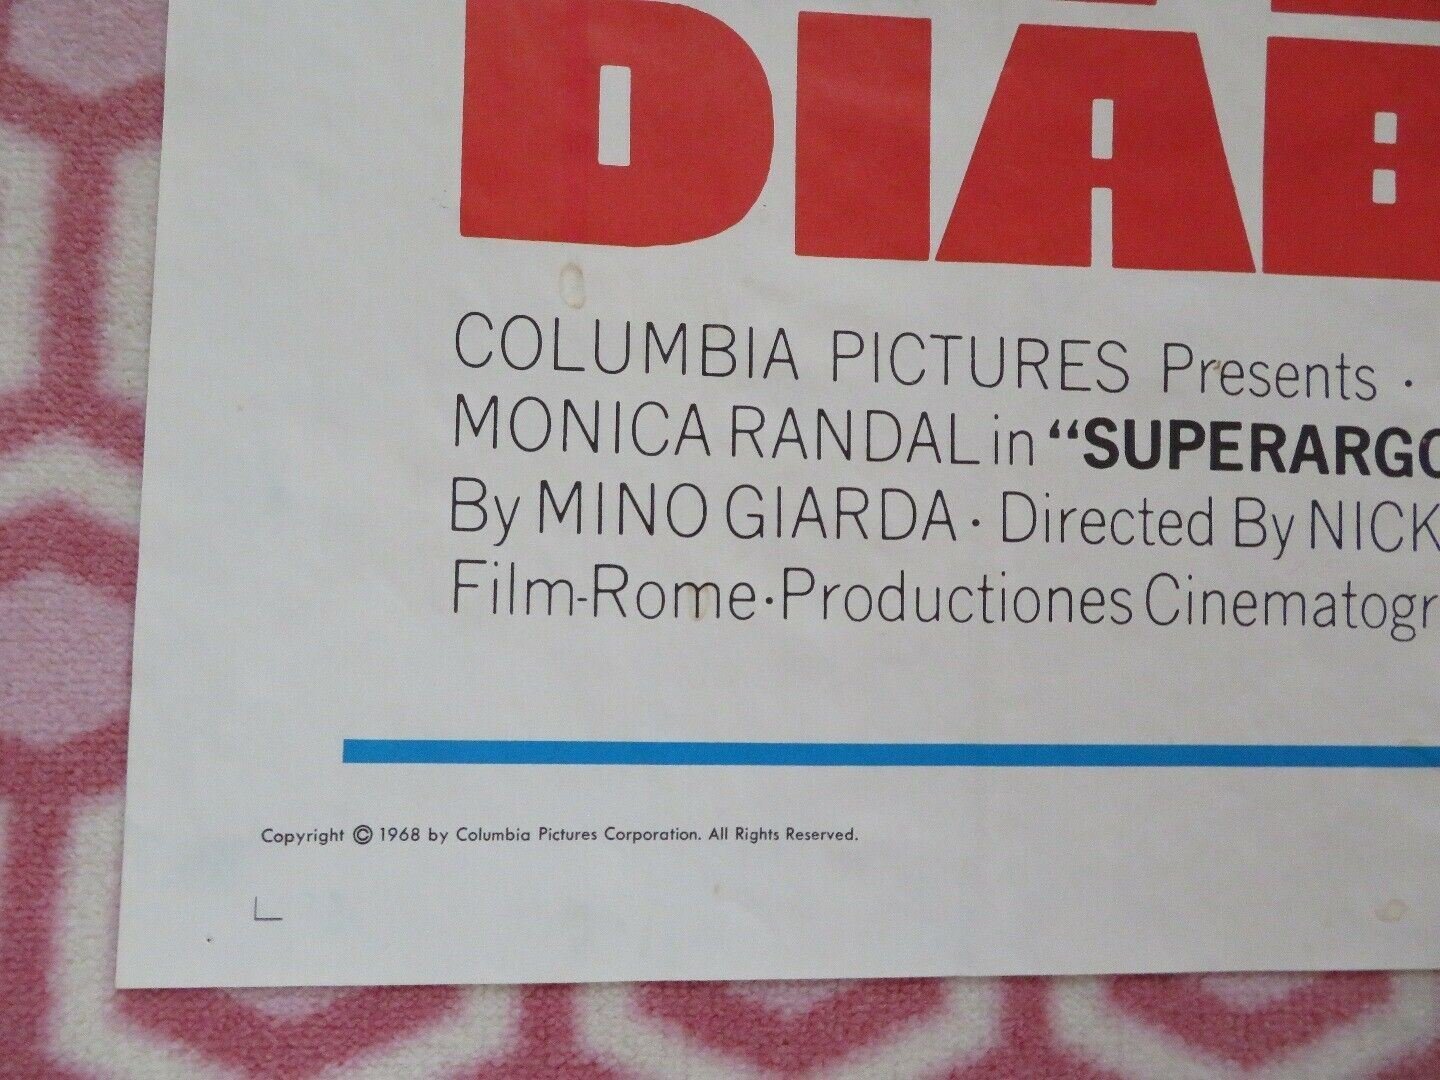 DIAB
COLUMBIA PICTURES Presents ·
MONICA RANDAL in "SUPERARGO
By MINO GIARDA · Directed By NICK
Film-Rome · Productiones Cinematogr
Copyright © 1968 by Columbia Pictures Corporation. All Rights Reserved.